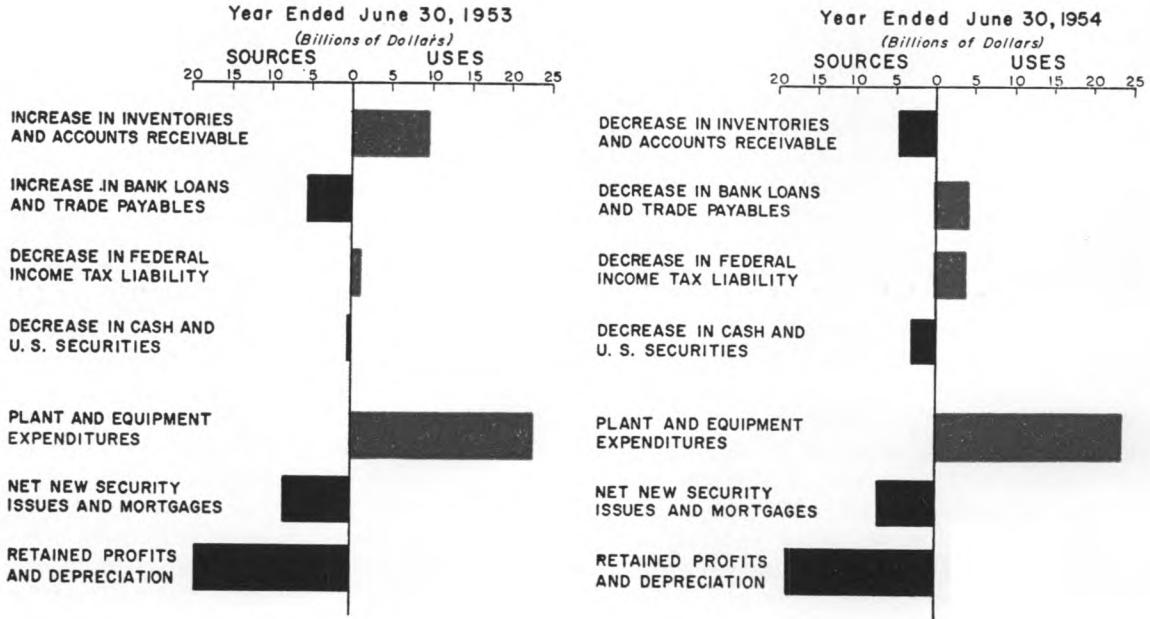 Year Ended June 30, 1953
(Billions of Dollars)
SOURCES USES
20 15 10 5 0 5 10 15 20 25
INCREASE IN INVENTORIES
AND ACCOUNTS RECEIVABLE
INCREASE IN BANK LOANS
AND TRADE PAYABLES
DECREASE IN FEDERAL
INCOME TAX LIABILITY
DECREASE IN CASH AND
U. S. SECURITIES
PLANT AND EQUIPMENT
EXPENDITURES
NET NEW SECURITY
ISSUES AND MORTGAGES
RETAINED PROFITS
AND DEPRECIATION
Year Ended June 30, 1954
(Billions of Dollars)
SOURCES USES
20 15 10 5 0 5 10 15 20 25
DECREASE IN INVENTORIES
AND ACCOUNTS RECEIVABLE
DECREASE IN BANK LOANS
AND TRADE PAYABLES
DECREASE IN FEDERAL
INCOME TAX LIABILITY
DECREASE IN CASH AND
U. S. SECURITIES
PLANT AND EQUIPMENT
EXPENDITURES
NET NEW SECURITY
ISSUES AND MORTGAGES
RETAINED PROFITS
AND DEPRECIATION